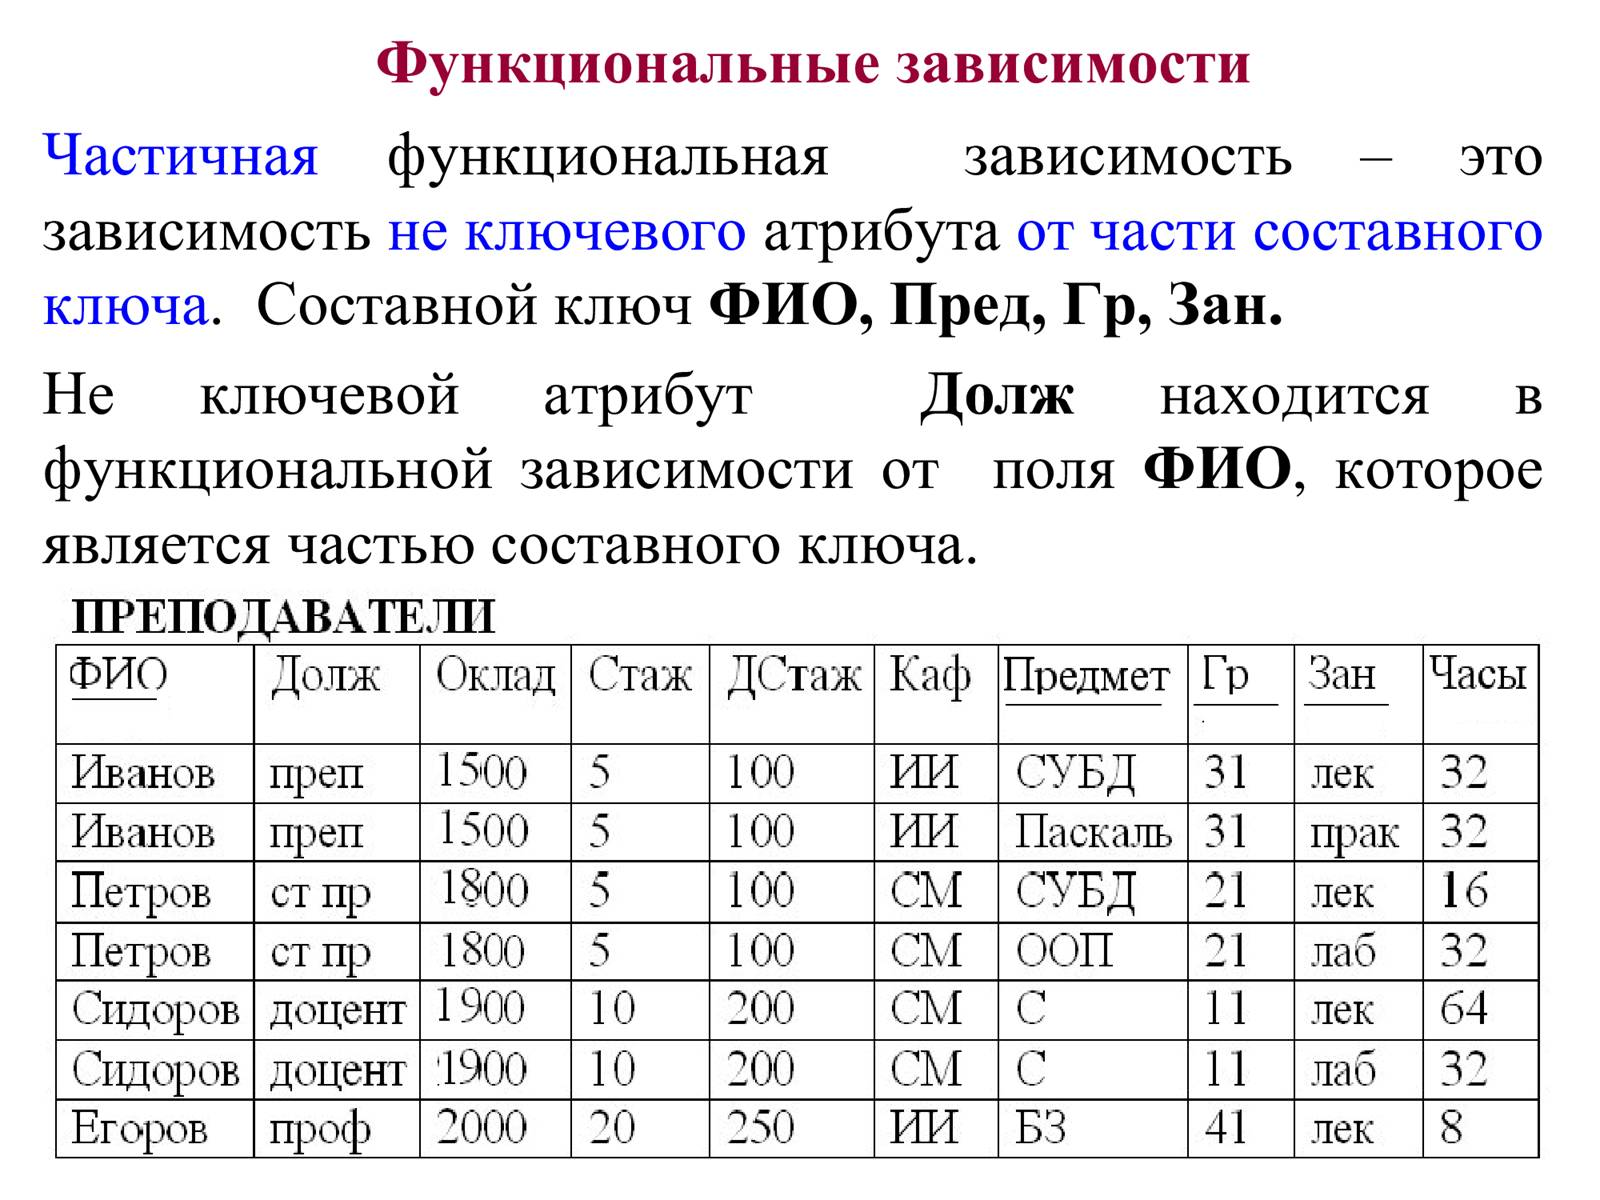 Функциональные зависимости
Частичная функциональная зависимость – это
зависимость не ключевого атрибута от части составного
ключа. Составной ключ ФИО, Пред, Гр, Зан.
Не ключевой атрибут Долж находится в
функциональной зависимости от поля ФИО, которое
является частью составного ключа.
ПРЕПОДАВАТЕЛИ
ФИО Долж Оклад Стаж ДСтаж Каф Предмет Гр Зан Часы
Иванов преп 1500 5 100 ИИ СУБД 31 лек 32
Иванов преп 1500 5 100 ИИ Паскаль 31 прак 32
Петров ст пр 1800 5 100 СМ СУБД 21 лек 16
Петров ст пр 1800 5 100 СМ ООП 21 лаб 32
Сидоров доцент 1900 10 200 СМ С 11 лек 64
Сидоров доцент 1900 10 200 СМ С 11 лаб 32
Егоров проф 2000 20 250 ИИ БЗ 41 лек 8